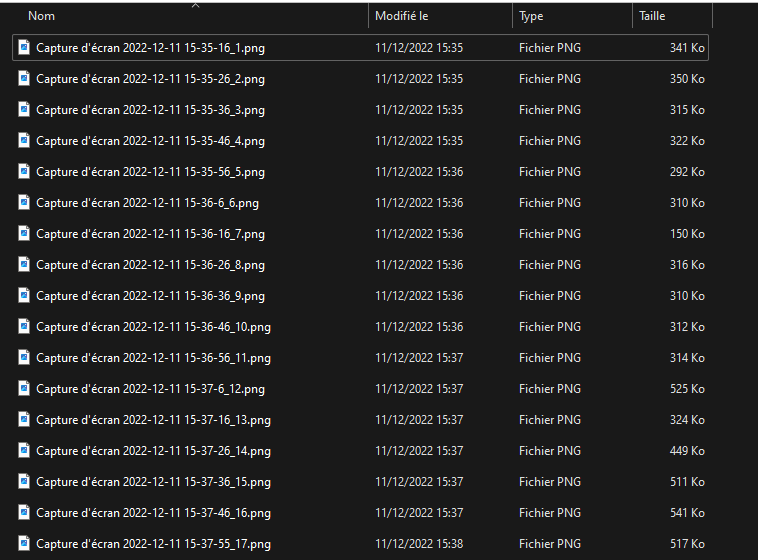 Nom Modifié le Type Taille
Capture d'écran 2022-12-11 15-35-16_1.png 11/12/2022 15:35 Fichier PNG 341 Ko
Capture d'écran 2022-12-11 15-35-26_2.png 11/12/2022 15:35 Fichier PNG 350 Ko
Capture d'écran 2022-12-11 15-35-36_3.png 11/12/2022 15:35 Fichier PNG 315 Ko
Capture d'écran 2022-12-11 15-35-46_4.png 11/12/2022 15:35 Fichier PNG 322 Ko
Capture d'écran 2022-12-11 15-35-56_5.png 11/12/2022 15:36 Fichier PNG 292 Ko
Capture d'écran 2022-12-11 15-36-6_6.png 11/12/2022 15:36 Fichier PNG 310 Ko
Capture d'écran 2022-12-11 15-36-16_7.png 11/12/2022 15:36 Fichier PNG 150 Ko
Capture d'écran 2022-12-11 15-36-26_8.png 11/12/2022 15:36 Fichier PNG 316 Ko
Capture d'écran 2022-12-11 15-36-36_9.png 11/12/2022 15:36 Fichier PNG 310 Ko
Capture d'écran 2022-12-11 15-36-46_10.png 11/12/2022 15:36 Fichier PNG 312 Ko
Capture d'écran 2022-12-11 15-36-56_11.png 11/12/2022 15:37 Fichier PNG 314 Ko
Capture d'écran 2022-12-11 15-37-6_12.png 11/12/2022 15:37 Fichier PNG 525 Ko
Capture d'écran 2022-12-11 15-37-16_13.png 11/12/2022 15:37 Fichier PNG 324 Ko
Capture d'écran 2022-12-11 15-37-26_14.png 11/12/2022 15:37 Fichier PNG 449 Ko
Capture d'écran 2022-12-11 15-37-36_15.png 11/12/2022 15:37 Fichier PNG 511 Ko
Capture d'écran 2022-12-11 15-37-46_16.png 11/12/2022 15:37 Fichier PNG 541 Ko
Capture d'écran 2022-12-11 15-37-55_17.png 11/12/2022 15:38 Fichier PNG 517 Ko